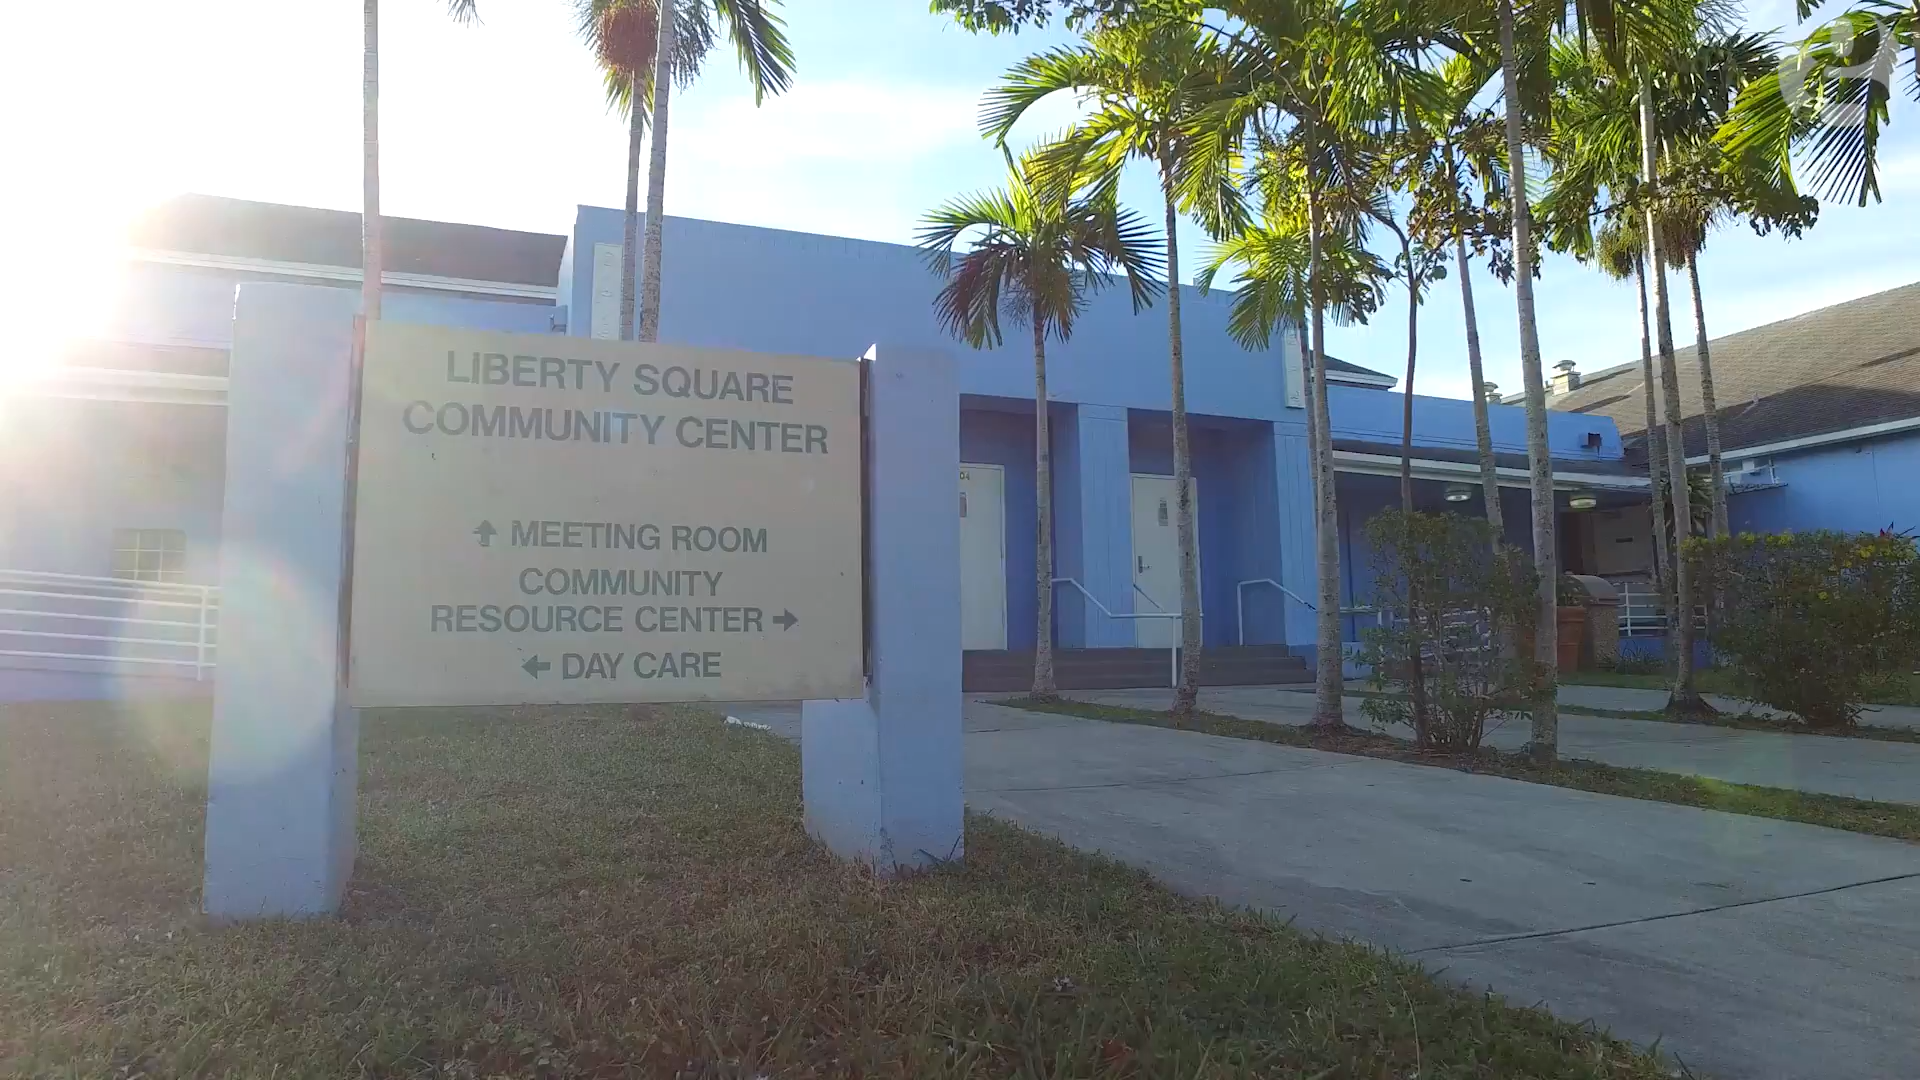 LIBERTY SQUARE
COMMUNITY CENTER
MEETING ROOM
COMMUNITY
RESOURCE CENTER
DAY CARE